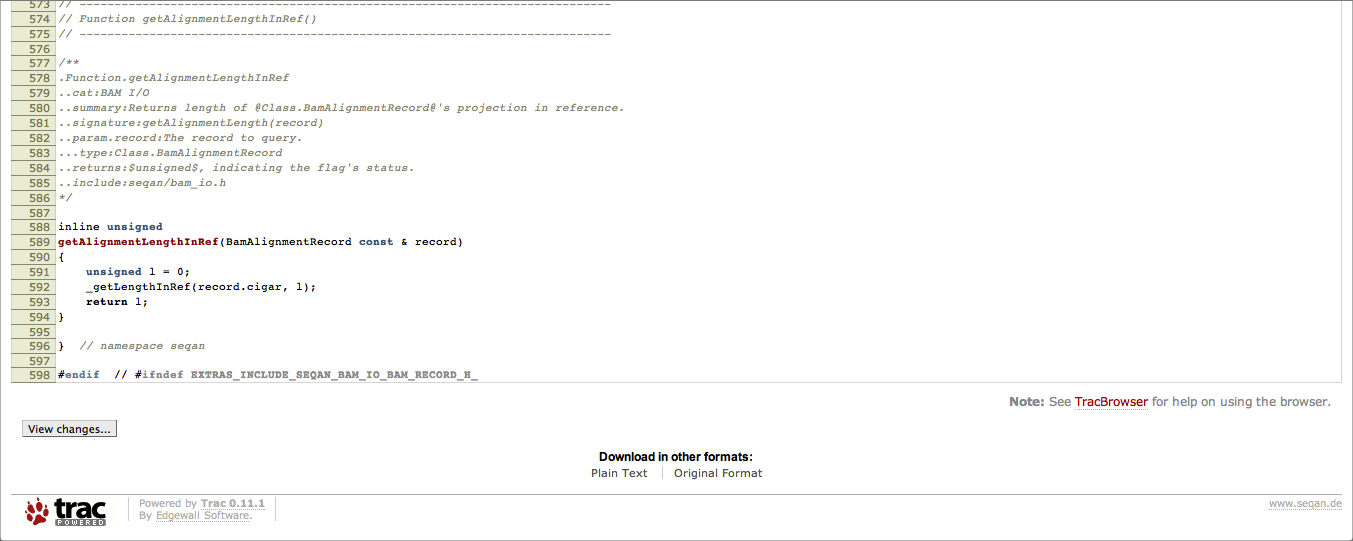 573 // ----------------------------------------------------------------------------
574 // Function getAlignmentLengthInRef()
575 // ----------------------------------------------------------------------------
576
577 /**
578 .Function.getAlignmentLengthInRef
579 ..cat:BAM I/O
580 ..summary:Returns length of @Class.BamAlignmentRecord@'s projection in reference.
581 ..signature:getAlignmentLength(record)
582 ..param.record:The record to query.
583 ...type:Class.BamAlignmentRecord
584 ..returns:$unsigned$, indicating the flag's status.
585 ..include:seqan/bam_io.h
586 */
587
588 inline unsigned
589 getAlignmentLengthInRef(BamAlignmentRecord const & record)
590 {
591     unsigned l = 0;
592     _getLengthInRef(record.cigar, l);
593     return l;
594 }
595
596 }  // namespace seqan
597
598 #endif  // #ifndef EXTRAS_INCLUDE_SEQAN_BAM_IO_BAM_RECORD_H_
Note: See TracBrowser for help on using the browser.
View changes...
Download in other formats:
Plain Text Original Format
trac POWERED
Powered by Trac 0.11.1
By Edgewall Software.
www.seqan.de